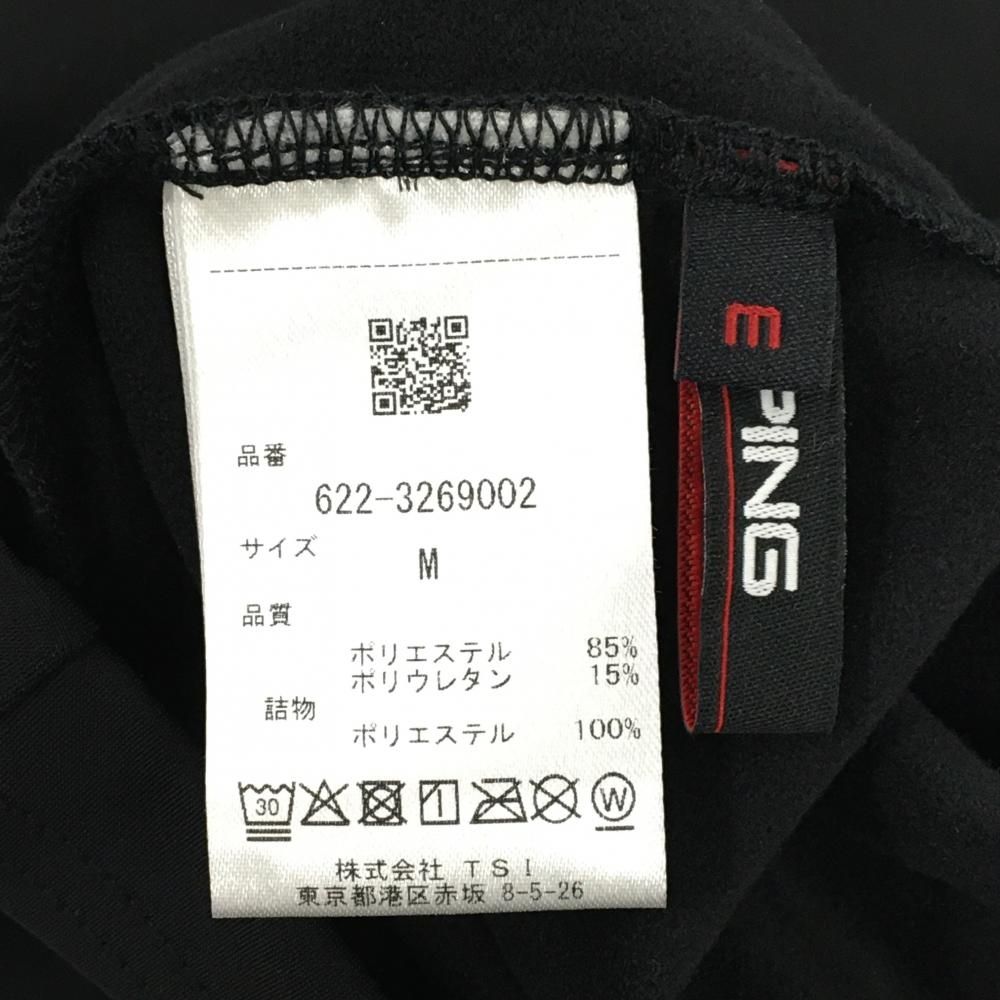 品番
622-3269002
サイズ
M
品質
ポリエステル 85%
ポリウレタン 15%
詰物
ポリエステル 100%
30
W
株式会社 TSI
東京都港区赤坂 8-5-26
M
PING